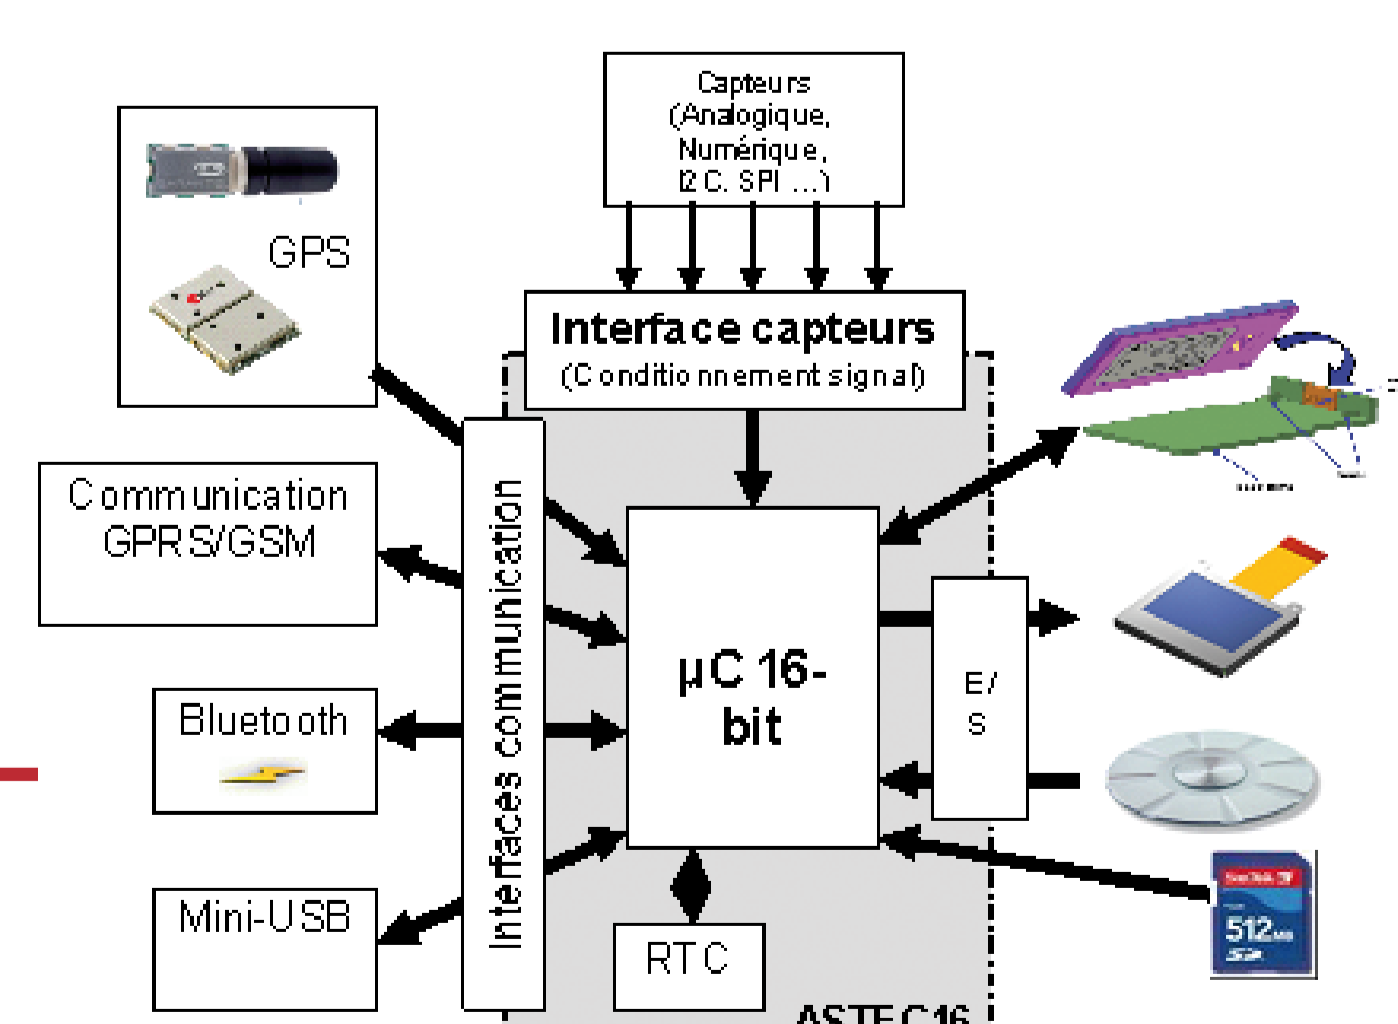 Capteurs
(Analogique,
Numérique,
I2C. SPI ...)
GPS
Interface capteurs
(Conditionnement signal)
Communication
GPRS/GSM
Interfaces communication
µC 16-
bit
E/
S
Bluetooth
Mini-USB
RTC
SanDisk
512MB
ASTEC16